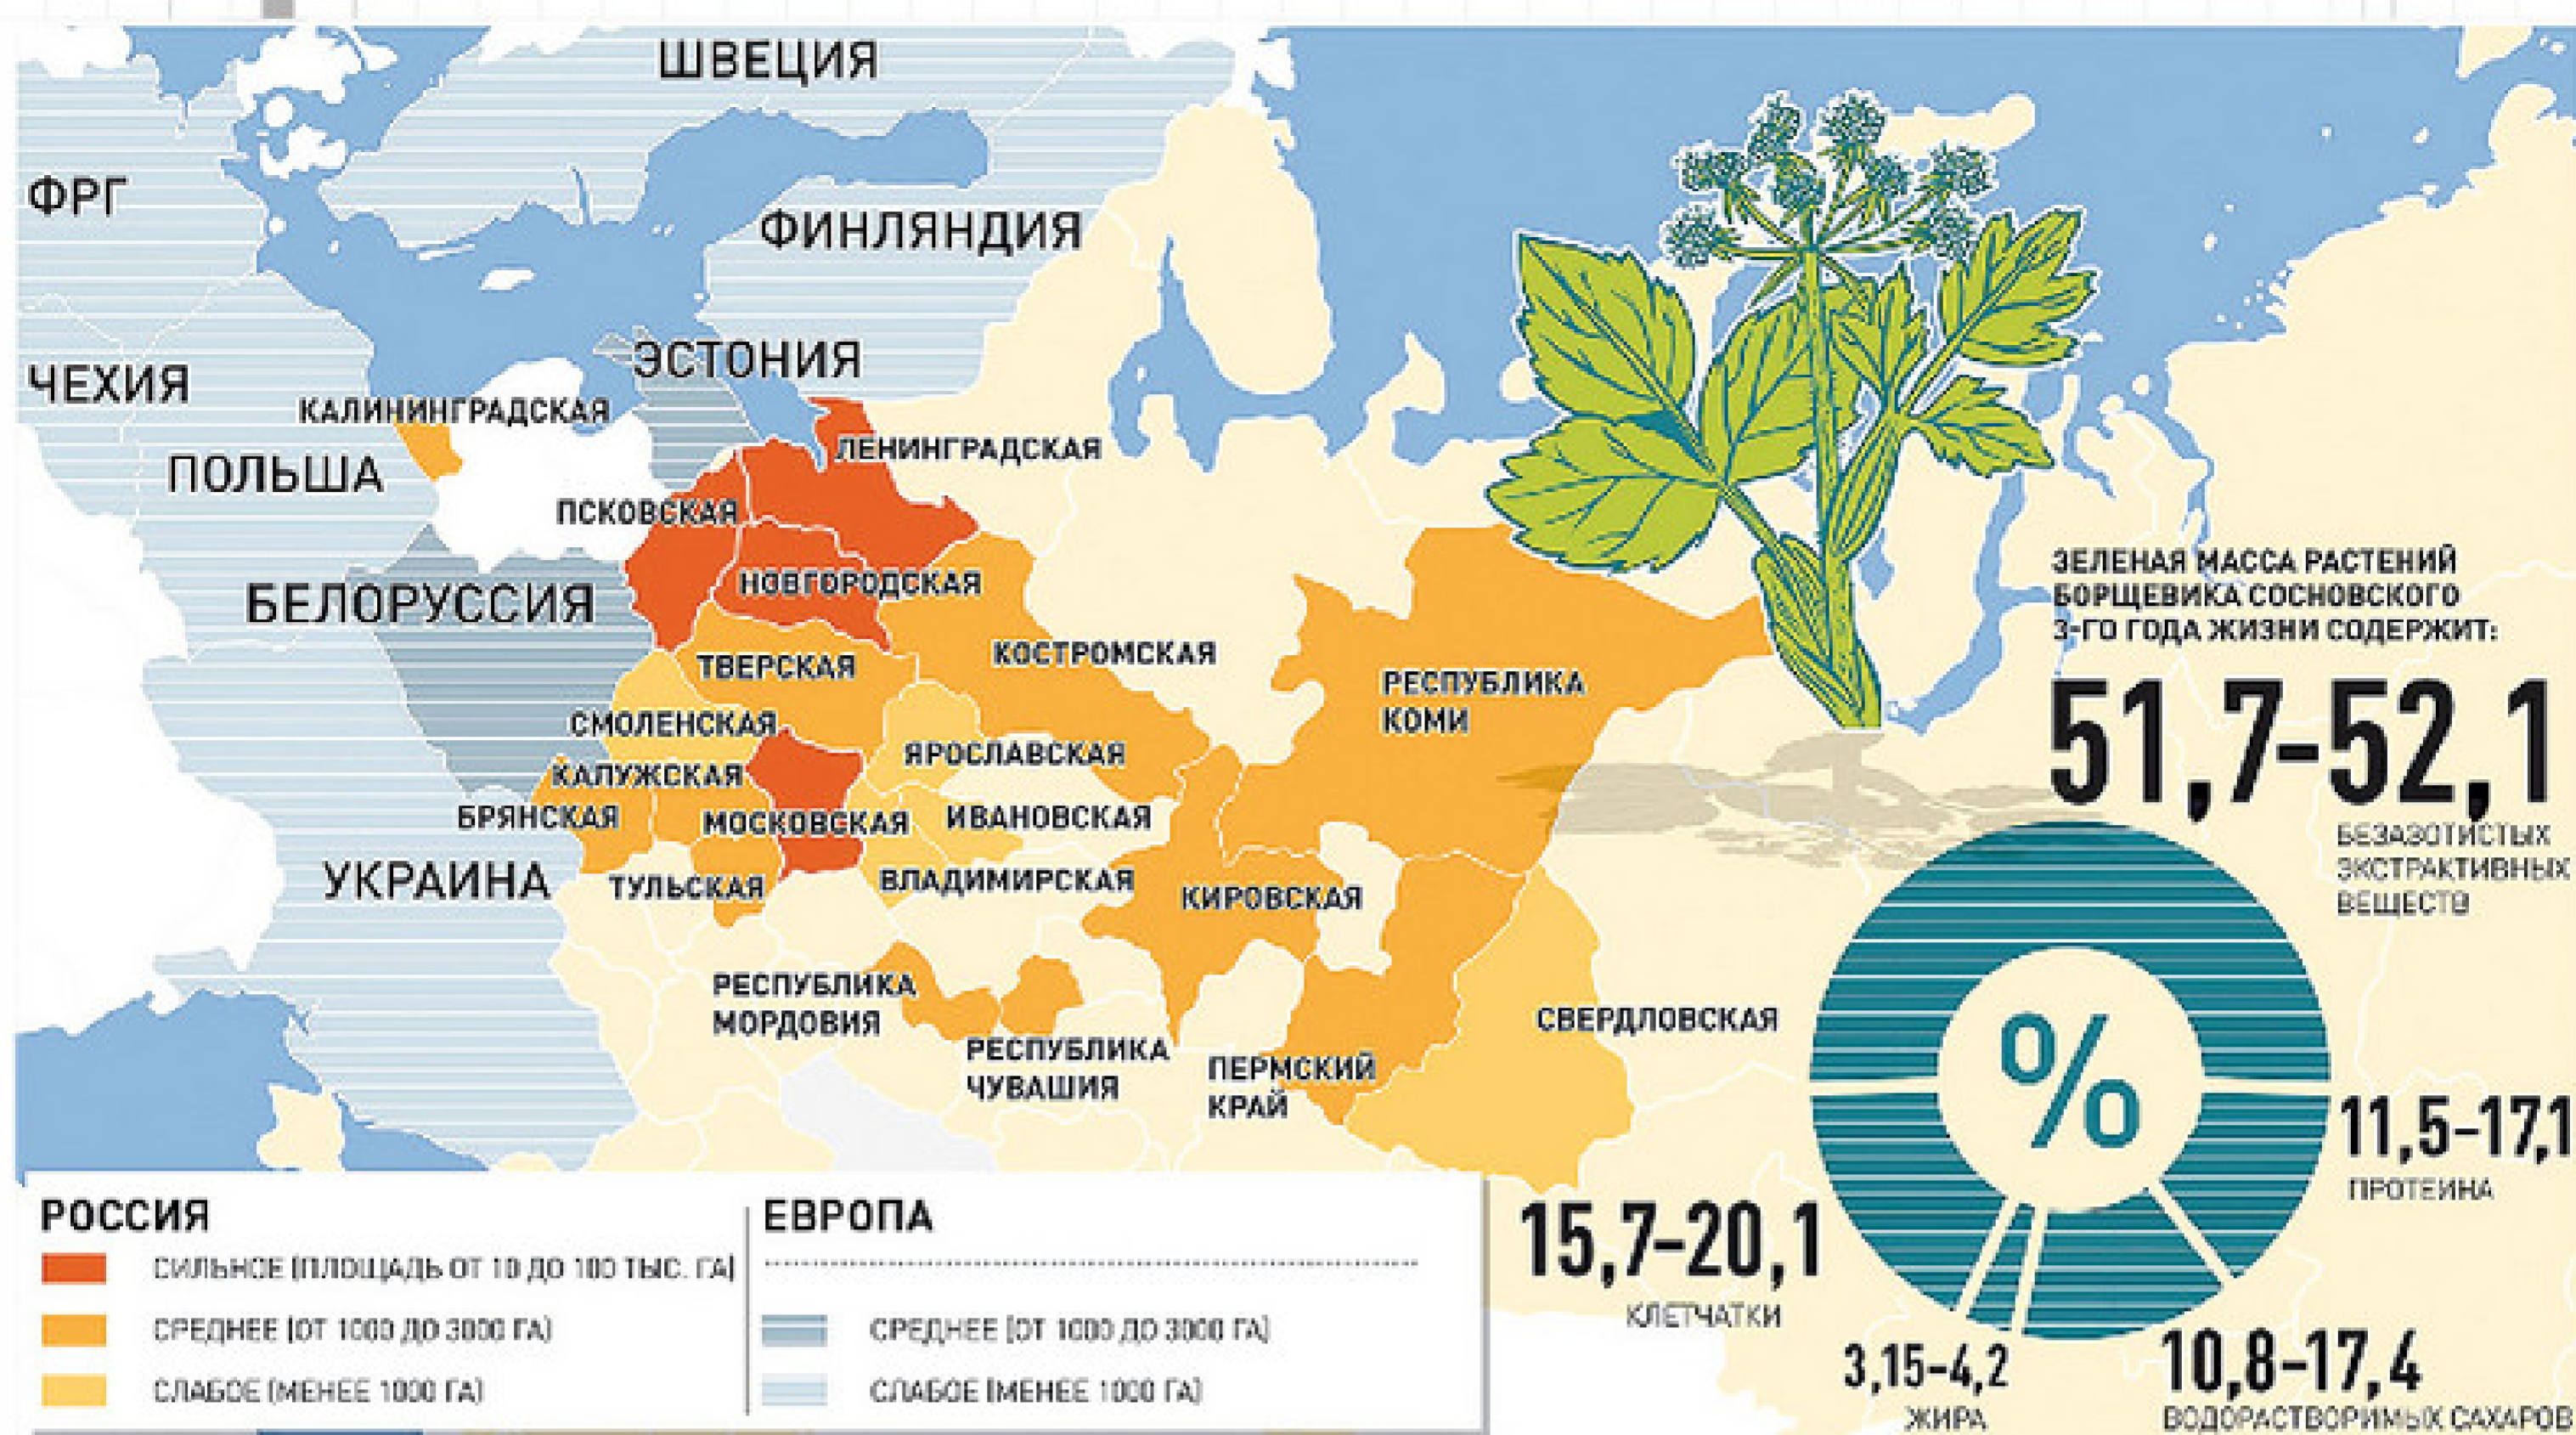 ШВЕЦИЯ
ФРГ
ФИНЛЯНДИЯ
ЭСТОНИЯ
ЧЕХИЯ
КАЛИНИНГРАДСКАЯ
ЛЕНИНГРАДСКАЯ
ПОЛЬША
ПСКОВСКАЯ
НОВГОРОДСКАЯ
БЕЛОРУССИЯ
КОСТРОМСКАЯ
ТВЕРСКАЯ
РЕСПУБЛИКА
КОМИ
СМОЛЕНСКАЯ
ЯРОСЛАВСКАЯ
КАЛУЖСКАЯ
БРЯНСКАЯ
МОСКОВСКАЯ
ИВАНОВСКАЯ
УКРАИНА
ТУЛЬСКАЯ
ВЛАДИМИРСКАЯ
КИРОВСКАЯ
РЕСПУБЛИКА
МОРДОВИЯ
РЕСПУБЛИКА
ЧУВАШИЯ
ПЕРМСКИЙ
КРАЙ
СВЕРДЛОВСКАЯ
ЗЕЛЕНАЯ МАССА РАСТЕНИЙ
БОРЩЕВИКА СОСНОВСКОГО
3-ГО ГОДА ЖИЗНИ СОДЕРЖИТ:
51,7–52,1
БЕЗАЗОТИСТЫХ
ЭКСТРАКТИВНЫХ
ВЕЩЕСТВ
%
11,5–17,1
ПРОТЕИНА
15,7–20,1
КЛЕТЧАТКИ
3,15–4,2
ЖИРА
10,8–17,4
ВОДОРАСТВОРИМЫХ САХАРОВ
РОССИЯ
СИЛЬНОЕ (ПЛОЩАДЬ ОТ 10 ДО 100 ТЫС. ГА)
СРЕДНЕЕ (ОТ 1000 ДО 3000 ГА)
СЛАБОЕ (МЕНЕЕ 1000 ГА)
ЕВРОПА
СРЕДНЕЕ (ОТ 1000 ДО 3000 ГА)
СЛАБОЕ (МЕНЕЕ 1000 ГА)